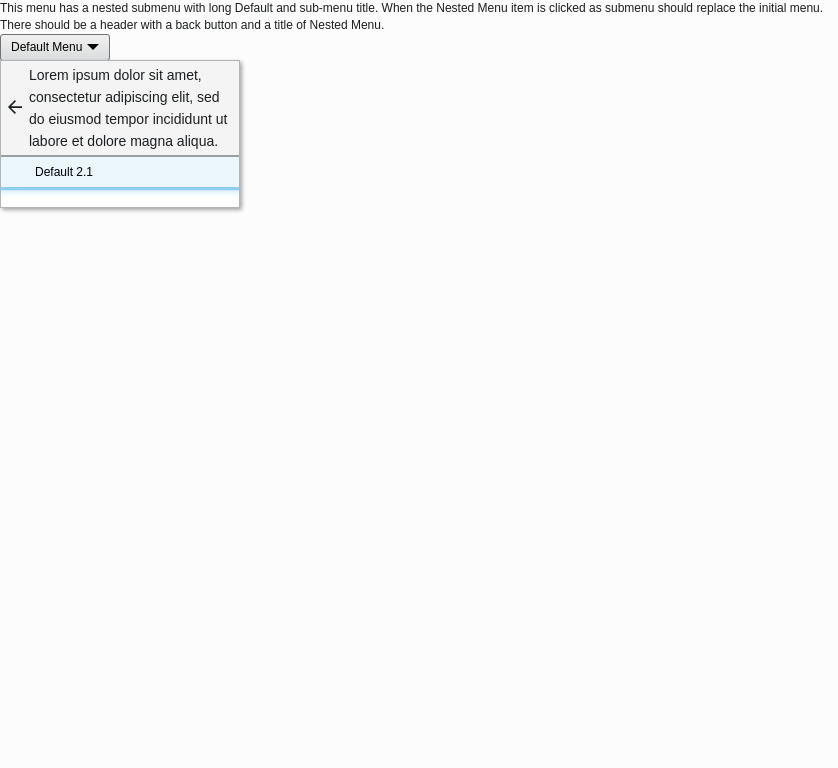 This menu has a nested submenu with long Default and sub-menu title. When the Nested Menu item is clicked as submenu should replace the initial menu.
There should be a header with a back button and a title of Nested Menu.
Default Menu
Lorem ipsum dolor sit amet,
consectetur adipiscing elit, sed
do eiusmod tempor incididunt ut
labore et dolore magna aliqua.
Default 2.1